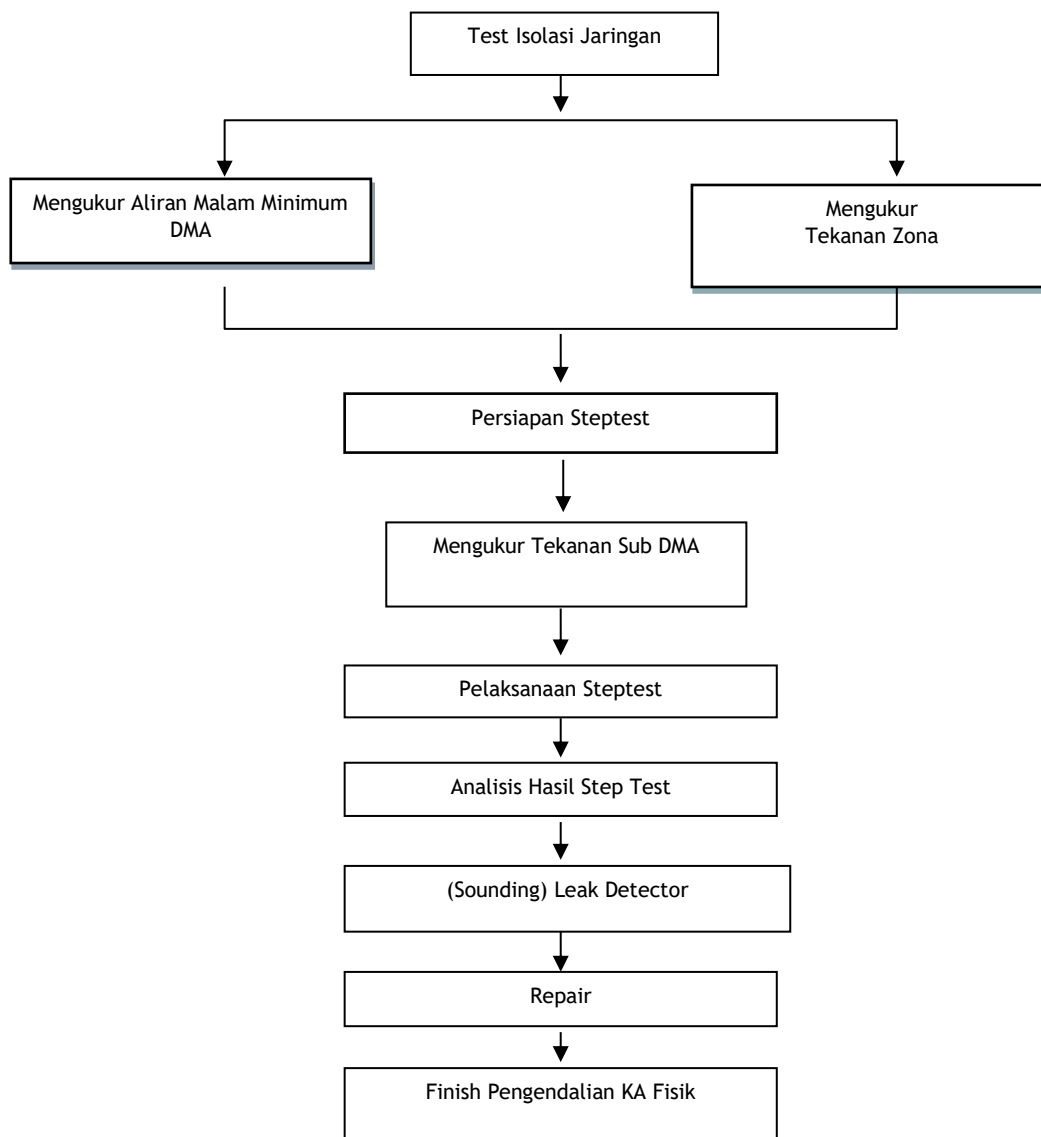 Test Isolasi Jaringan
Mengukur Aliran Malam Minimum
DMA
Mengukur
Tekanan Zona
Persiapan Steptest
Mengukur Tekanan Sub DMA
Pelaksanaan Steptest
Analisis Hasil Step Test
(Sounding) Leak Detector
Repair
Finish Pengendalian KA Fisik